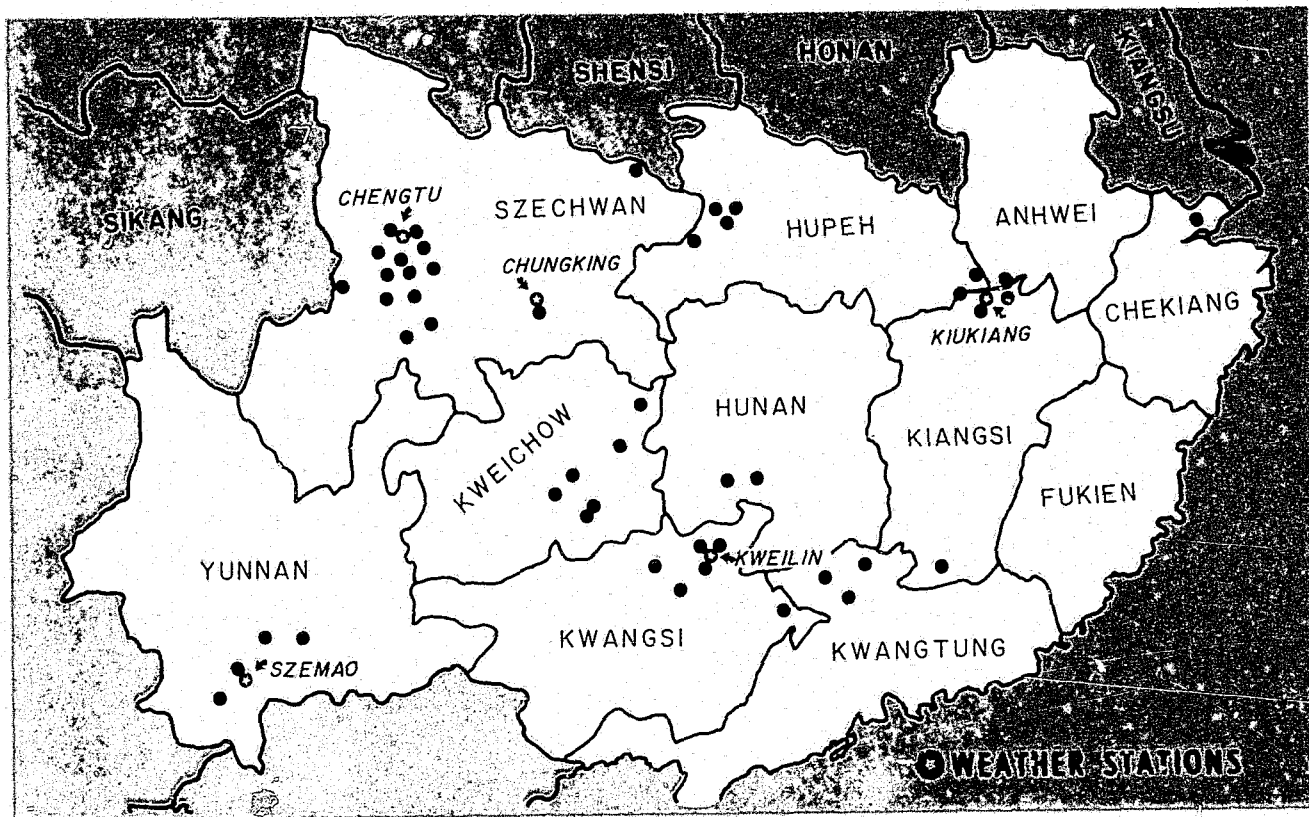 SHENSI
HONAN
KIANGSU
SIKANG
CHENGTU
SZECHWAN
HUPEH
ANHWEI
CHUNGKING
CHEKIANG
KIUKIANG
HUNAN
KIANGSI
KWEICHOW
FUKIEN
YUNNAN
KWEILIN
KWANGSI
KWANGTUNG
SZEMAO
WEATHER STATIONS